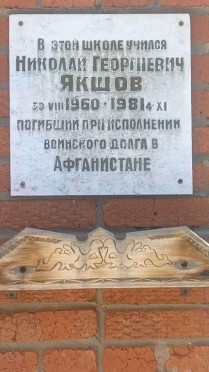 В ЭТОЙ ШКОЛЕ УЧИЛСЯ
НИКОЛАЙ ГЕОРГИЕВИЧ
ЯКШОВ
30 VIII 1960 - 1981 4 XI
ПОГИБШИЙ ПРИ ИСПОЛНЕНИИ
ВОИНСКОГО ДОЛГА В
АФГАНИСТАНЕ